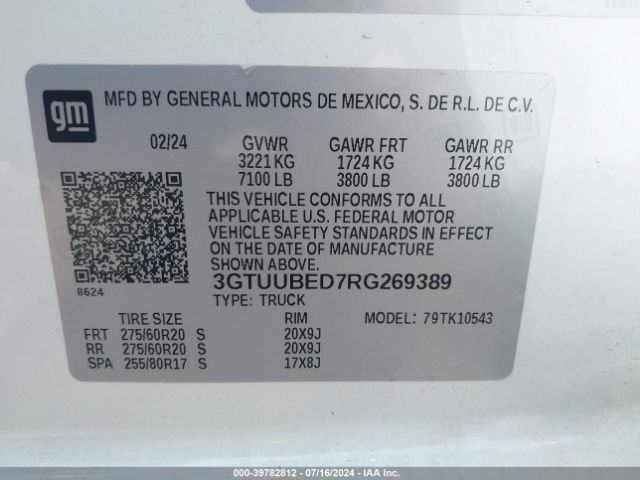 gm
MFD BY GENERAL MOTORS DE MEXICO, S. DE R.L. DE C.V.
02/24 GVWR GAWR FRT GAWR RR
3221 KG 1724 KG 1724 KG
7100 LB 3800 LB 3800 LB
THIS VEHICLE CONFORMS TO ALL
APPLICABLE U.S. FEDERAL MOTOR
VEHICLE SAFETY STANDARDS IN EFFECT
ON THE DATE OF MANUFACTURE
SHOWN ABOVE.
3GTUUBED7RG269389
8624
TYPE: TRUCK
TIRE SIZE RIM MODEL: 79TK10543
FRT 275/60R20 S 20X9J
RR 275/60R20 S 20X9J
SPA 255/80R17 S 17X8J
000-39782812 - 07/16/2024 - IAAI.COM